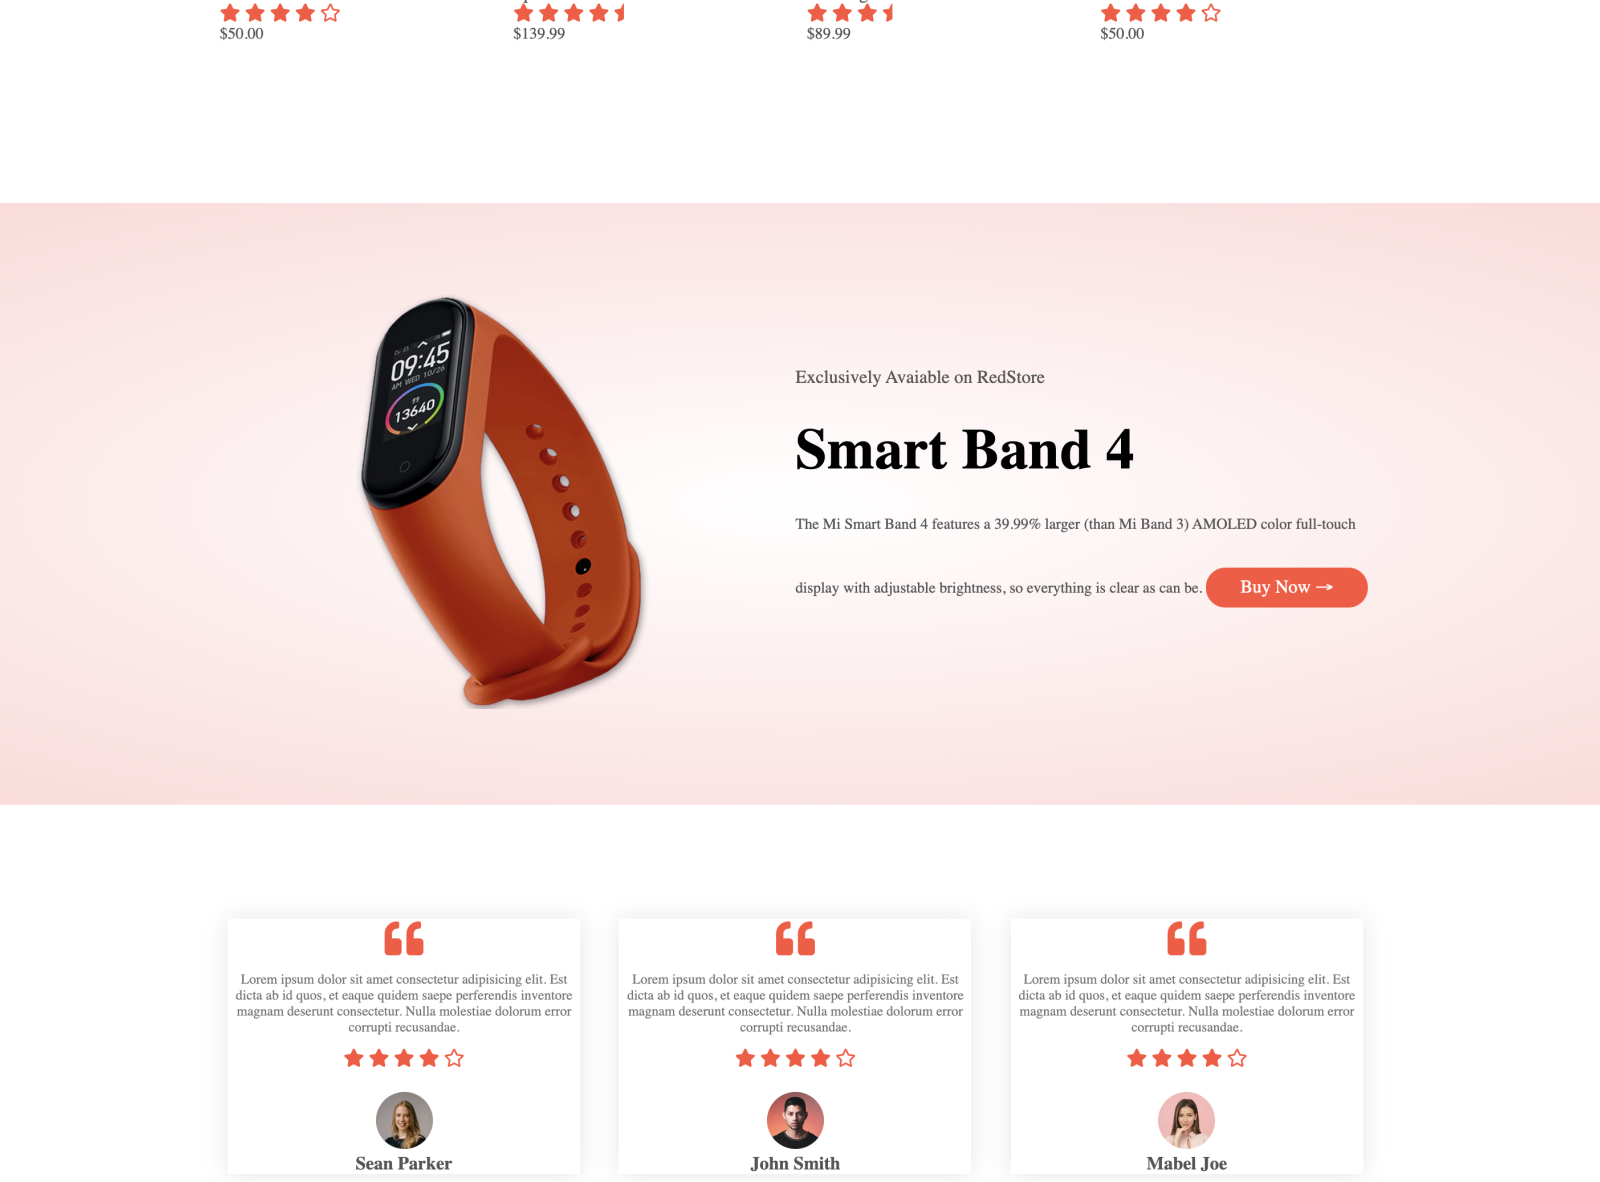 $50.00
$139.99
$89.99
$50.00
09:45
AM WED 10/26
13640
Exclusively Avaiable on RedStore
Smart Band 4
The Mi Smart Band 4 features a 39.99% larger (than Mi Band 3) AMOLED color full-touch
display with adjustable brightness, so everything is clear as can be. Buy Now →
Lorem ipsum dolor sit amet consectetur adipisicing elit. Est
dicta ab id quos, et eaque quidem saepe perferendis inventore
magnam deserunt consectetur. Nulla molestiae dolorum error
corrupti recusandae.
Sean Parker
Lorem ipsum dolor sit amet consectetur adipisicing elit. Est
dicta ab id quos, et eaque quidem saepe perferendis inventore
magnam deserunt consectetur. Nulla molestiae dolorum error
corrupti recusandae.
John Smith
Lorem ipsum dolor sit amet consectetur adipisicing elit. Est
dicta ab id quos, et eaque quidem saepe perferendis inventore
magnam deserunt consectetur. Nulla molestiae dolorum error
corrupti recusandae.
Mabel Joe